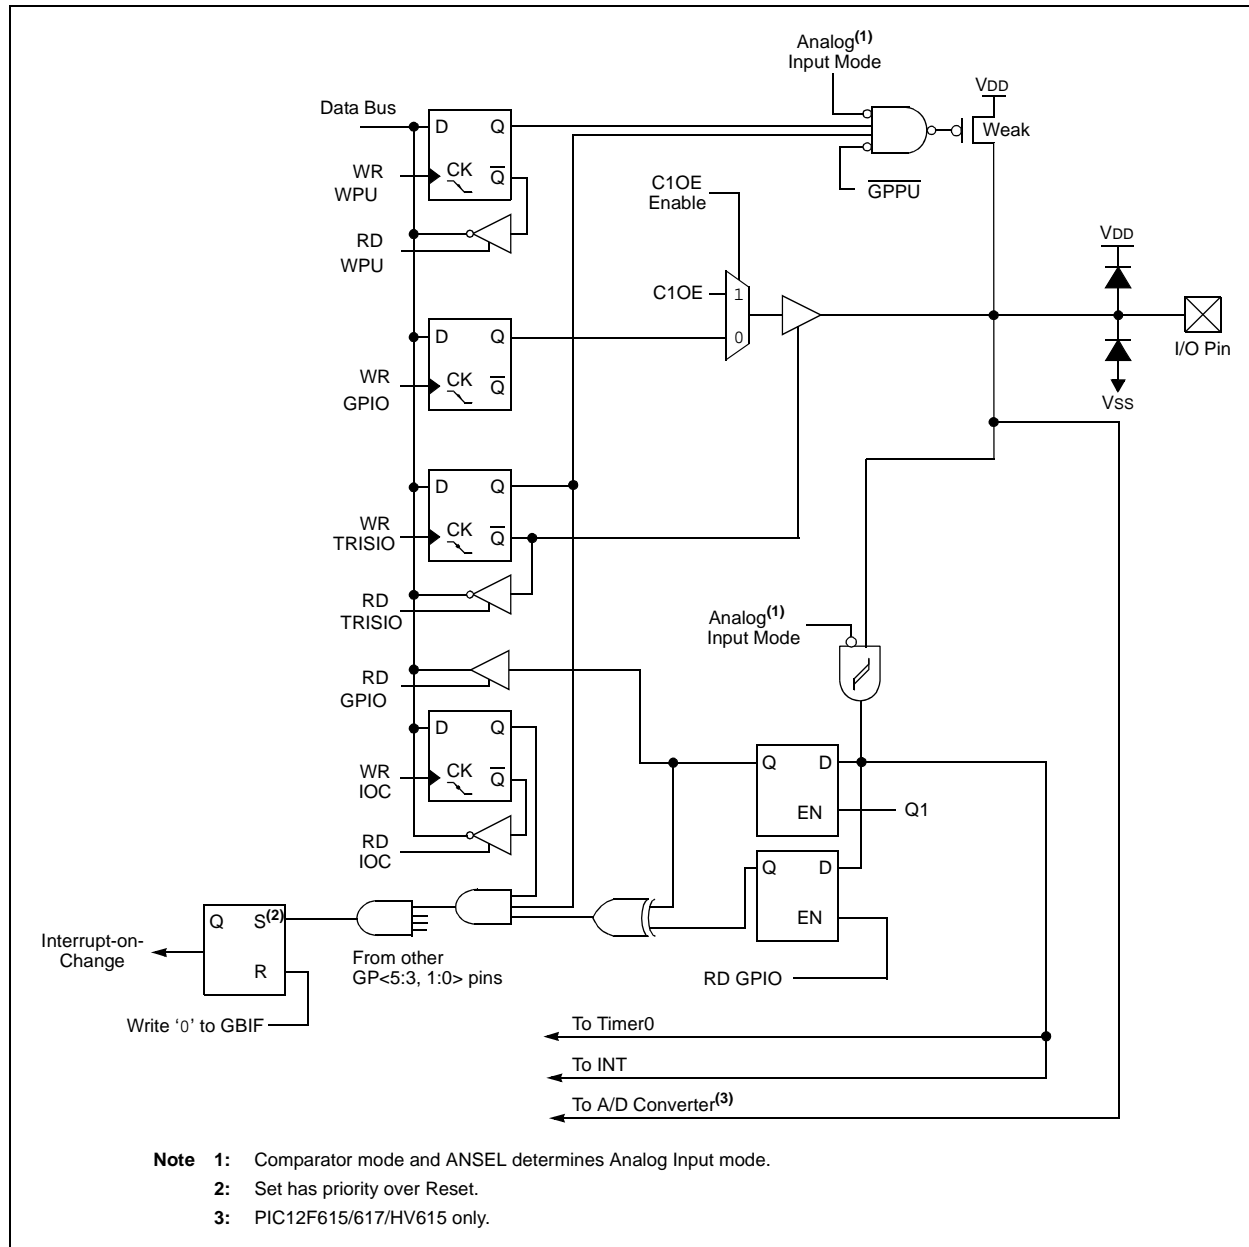 Analog(1)
Input Mode
VDD
Data Bus
D Q
Weak
WR
WPU
CK Q
C1OE
Enable
GPPU
RD
WPU
VDD
C1OE
1
D Q
0
I/O Pin
WR
GPIO
CK Q
VSS
D Q
WR
TRISIO
CK Q
RD
TRISIO
Analog(1)
Input Mode
RD
GPIO
D Q
Q D
WR
IOC
CK Q
EN
Q1
RD
IOC
Q D
EN
Q S(2)
R
Interrupt-on-
Change
From other
GP<5:3, 1:0> pins
RD GPIO
Write ‘0’ to GBIF
To Timer0
To INT
To A/D Converter(3)
Note 1: Comparator mode and ANSEL determines Analog Input mode.
2: Set has priority over Reset.
3: PIC12F615/617/HV615 only.